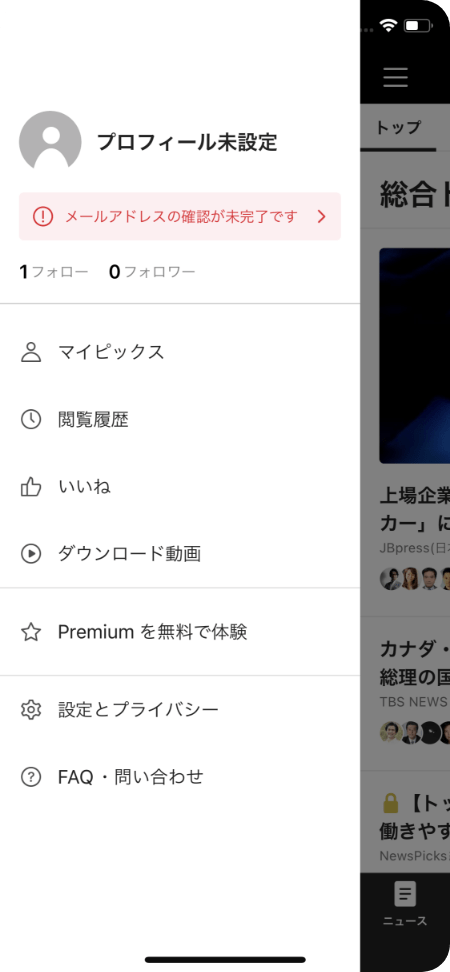 プロフィール未設定
メールアドレスの確認が未完了です
1フォロー 0フォロワー
マイピックス
閲覧履歴
いいね
ダウンロード動画
Premium を無料で体験
設定とプライバシー
FAQ・問い合わせ
トップ
総合ト
上場企業
カー」に
JBpress(日本
カナダ・
総理の国
TBS NEWS
【トッ
働きやす
NewsPicks
ニュース